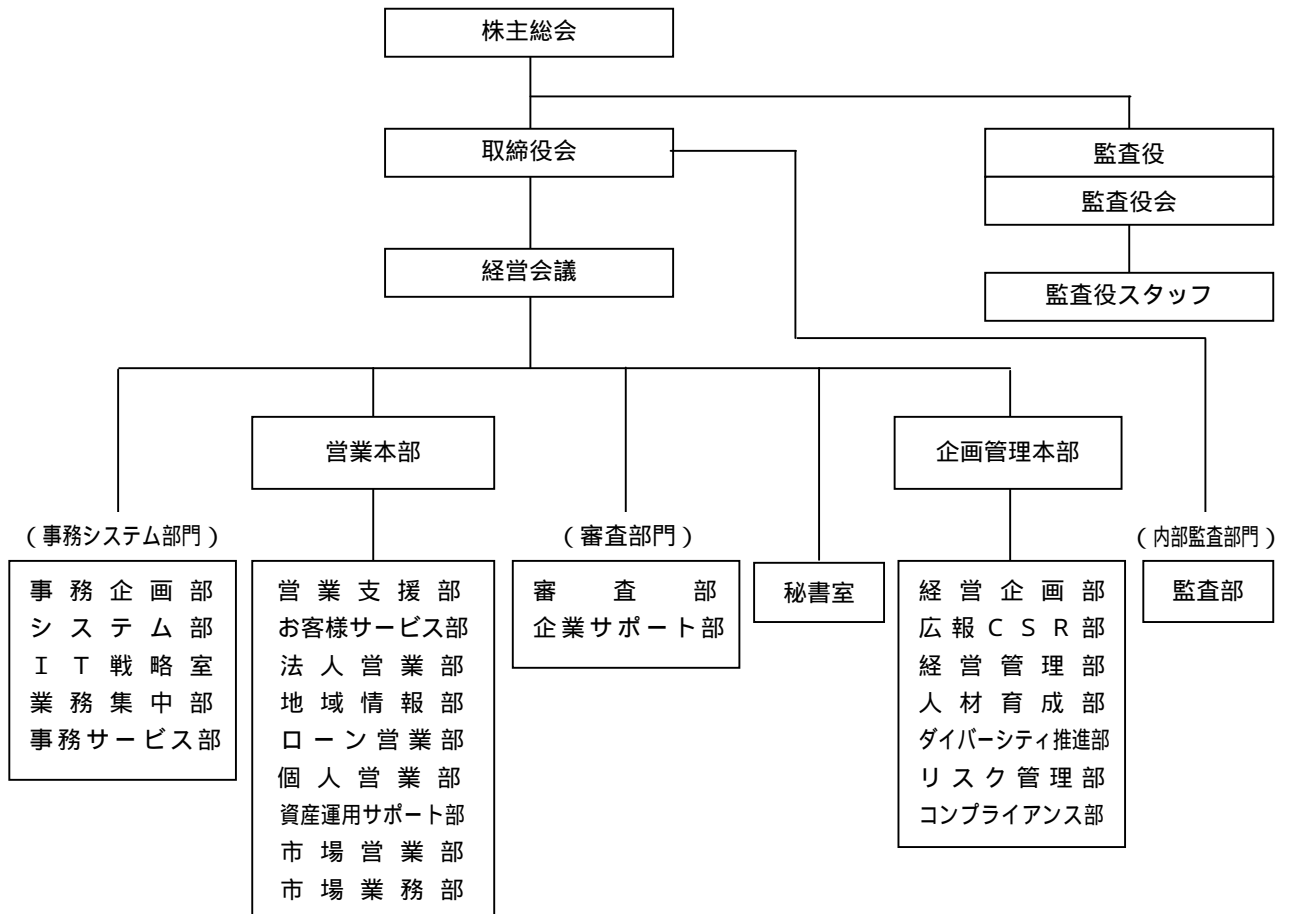 株主総会
取締役会
監査役
監査役会
経営会議
監査役スタッフ
営業本部
企画管理本部
(事務システム部門)
事務企画部
システム部
IT戦略室
業務集中部
事務サービス部
営業支援部
お客様サービス部
法人営業部
地域情報部
ローン営業部
個人営業部
資産運用サポート部
市場営業部
市場業務部
(審査部門)
審査部
企業サポート部
秘書室
経営企画部
広報CSR部
経営管理部
人材育成部
ダイバーシティ推進部
リスク管理部
コンプライアンス部
(内部監査部門)
監査部